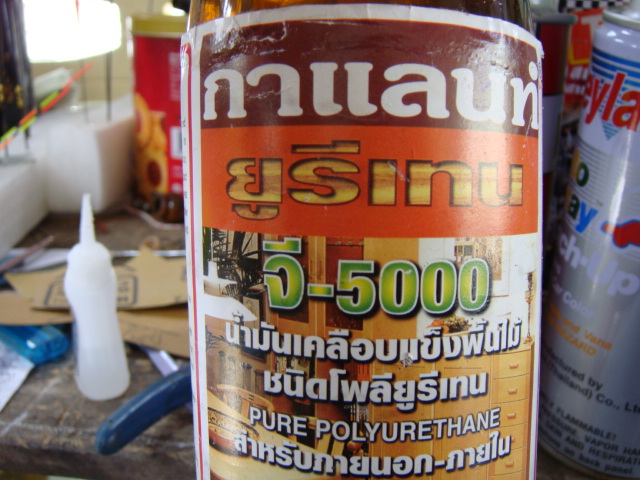 กาแลนท์
ยูรีเทน
จี-5000
น้ำมันเคลือบแข็งพื้นไม้
ชนิดโพลียูรีเทน
PURE POLYURETHANE
สำหรับภายนอก-ภายใน